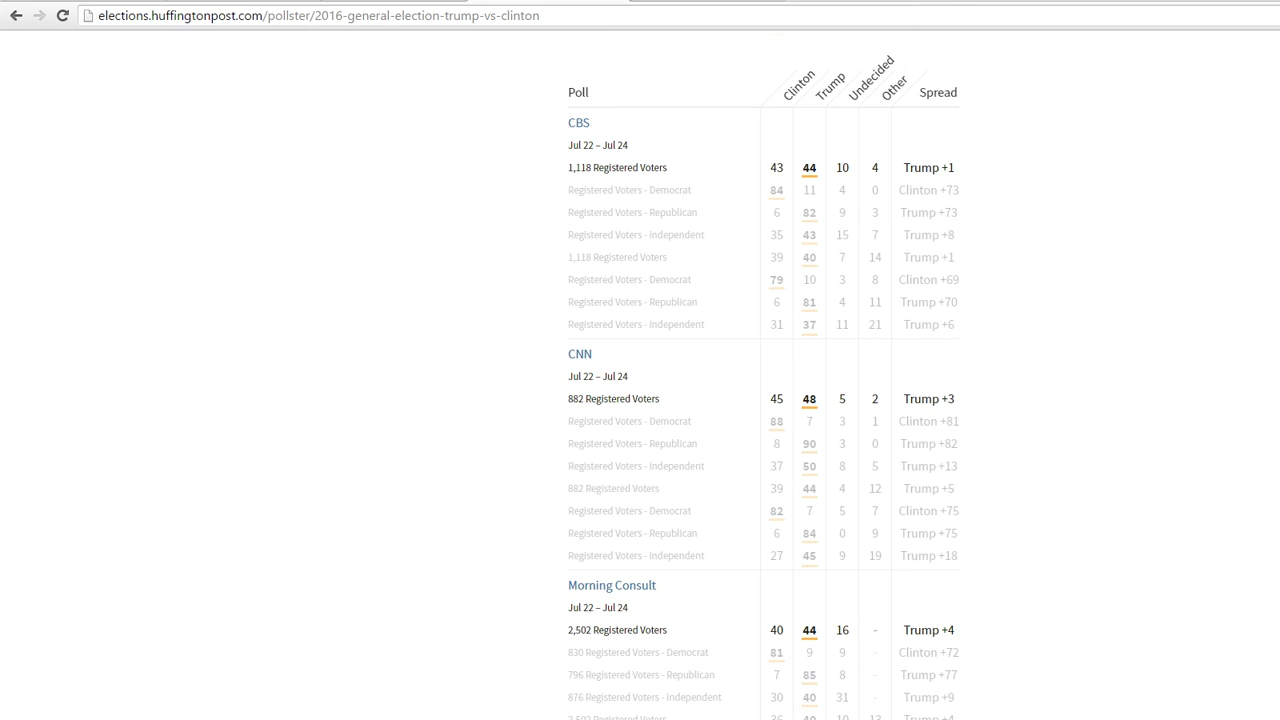 elections.huffingtonpost.com/pollster/2016-general-election-trump-vs-clinton
Poll Clinton Trump Undecided Other Spread
CBS
Jul 22 – Jul 24
1,118 Registered Voters 43 44 10 4 Trump +1
Registered Voters - Democrat 84 11 4 0 Clinton +73
Registered Voters - Republican 6 82 9 3 Trump +73
Registered Voters - independent 35 43 15 7 Trump +8
1,118 Registered Voters 39 40 7 14 Trump +1
Registered Voters - Democrat 79 10 3 8 Clinton +69
Registered Voters - Republican 6 81 4 11 Trump +70
Registered Voters - independent 31 37 11 21 Trump +6
CNN
Jul 22 – Jul 24
882 Registered Voters 45 48 5 2 Trump +3
Registered Voters - Democrat 88 7 3 1 Clinton +81
Registered Voters - Republican 8 90 3 0 Trump +82
Registered Voters - independent 37 50 8 5 Trump +13
882 Registered Voters 39 44 4 12 Trump +5
Registered Voters - Democrat 82 7 5 7 Clinton +75
Registered Voters - Republican 6 84 0 9 Trump +75
Registered Voters - independent 27 45 9 19 Trump +18
Morning Consult
Jul 22 – Jul 24
2,502 Registered Voters 40 44 16 - Trump +4
830 Registered Voters - Democrat 81 9 9 - Clinton +72
796 Registered Voters - Republican 7 85 8 - Trump +77
876 Registered Voters - independent 30 40 31 - Trump +9
2,502 Registered Voters 36 40 10 13 Trump +4